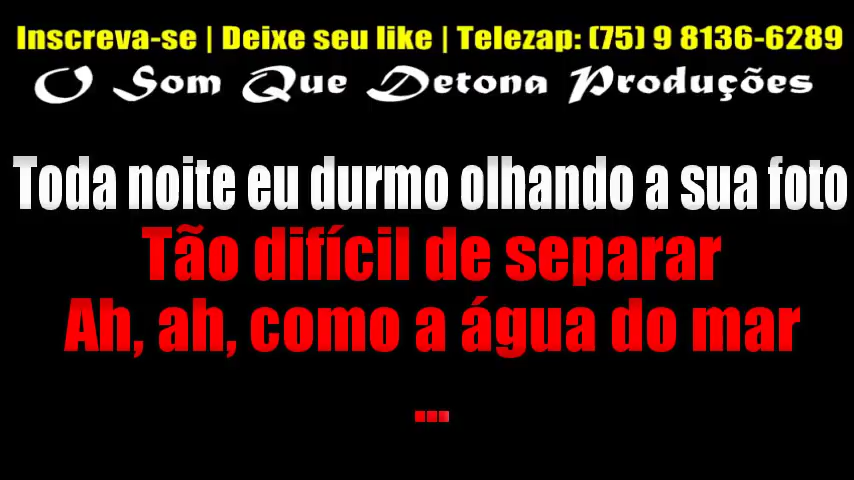 Inscreva-se | Deixe seu like | Telezap: (75) 9 8136-6289
O Som Que Detona Produções
Toda noite eu durmo olhando a sua foto
Tão difícil de separar
Ah, ah, como a água do mar
...